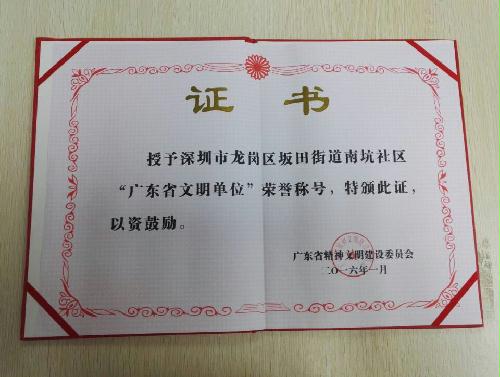 证书
授予深圳市龙岗区坂田街道南坑社区
“广东省文明单位”荣誉称号，特颁此证，
以资鼓励。
广东省精神文明建设委员会
二〇一六年一月